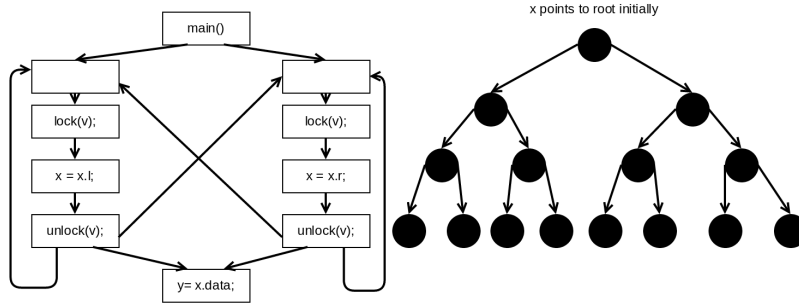 x points to root initially
main()
lock(v);
lock(v);
x = x.l;
x = x.r;
unlock(v);
unlock(v);
y= x.data;